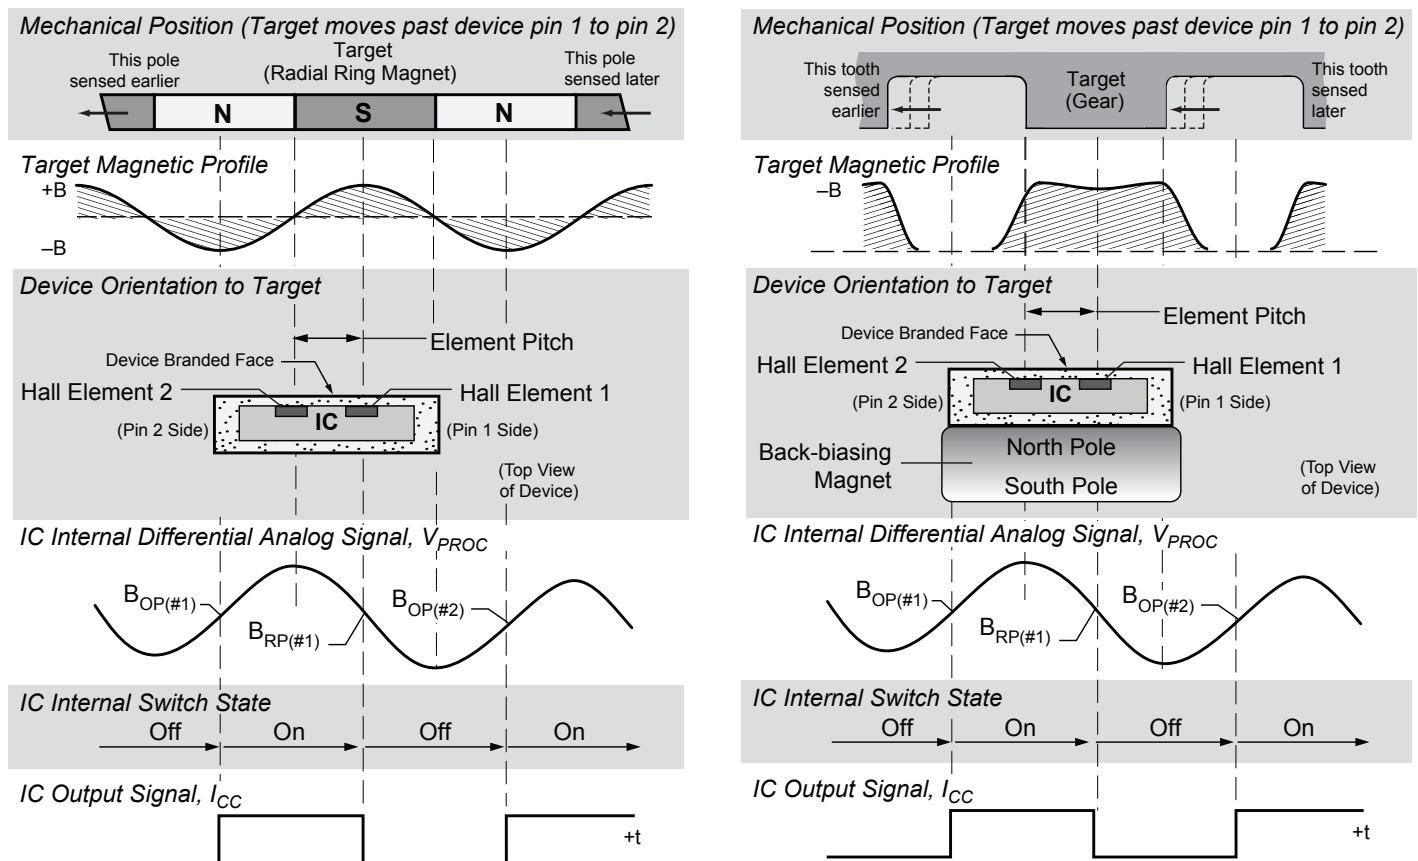 Mechanical Position (Target moves past device pin 1 to pin 2)
This pole
sensed earlier
Target
(Radial Ring Magnet)
This pole
sensed later
N
S
N
Target Magnetic Profile
+B
–B
Device Orientation to Target
Element Pitch
Device Branded Face
Hall Element 2
Hall Element 1
IC
(Pin 2 Side)
(Pin 1 Side)
(Top View
of Device)
IC Internal Differential Analog Signal, VPROC
BOP(#1)
BRP(#1)
BOP(#2)
IC Internal Switch State
Off
On
Off
On
IC Output Signal, ICC
+t
Mechanical Position (Target moves past device pin 1 to pin 2)
This tooth
sensed
earlier
Target
(Gear)
This tooth
sensed
later
Target Magnetic Profile
–B
Device Orientation to Target
Element Pitch
Device Branded Face
Hall Element 2
Hall Element 1
IC
(Pin 2 Side)
(Pin 1 Side)
Back-biasing
Magnet
North Pole
South Pole
(Top View
of Device)
IC Internal Differential Analog Signal, VPROC
BOP(#1)
BRP(#1)
BOP(#2)
IC Internal Switch State
Off
On
Off
On
IC Output Signal, ICC
+t